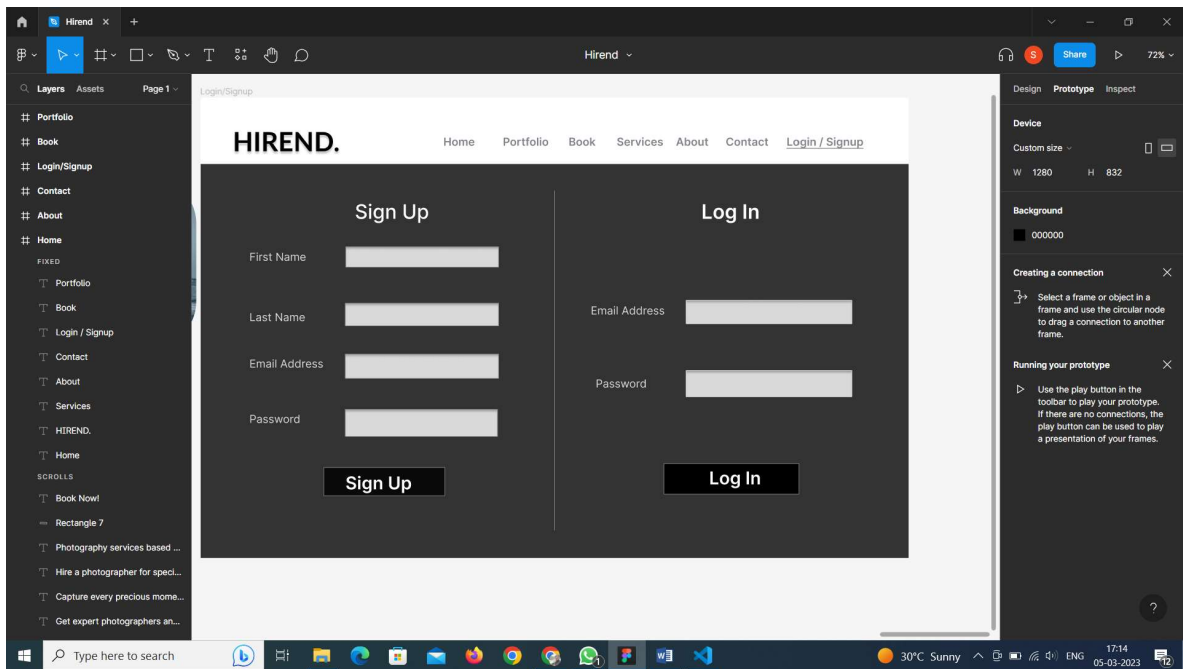 Hirend
Hirend
S
Share
72%
Layers Assets Page 1
Portfolio
Book
Login/Signup
Contact
About
Home
FIXED
Portfolio
Book
Login / Signup
Contact
About
Services
HIREND.
Home
SCROLLS
Book Now!
Rectangle 7
Photography services based ...
Hire a photographer for speci...
Capture every precious mome...
Get expert photographers an...
Login/Signup
HIREND.
Home Portfolio Book Services About Contact Login / Signup
Sign Up
First Name
Last Name
Email Address
Password
Sign Up
Log In
Email Address
Password
Log In
Design Prototype Inspect
Device
Custom size
W 1280 H 832
Background
000000
Creating a connection
Select a frame or object in a
frame and use the circular node
to drag a connection to another
frame.
Running your prototype
Use the play button in the
toolbar to play your prototype.
If there are no connections, the
play button can be used to play
a presentation of your frames.
?
Type here to search
30°C Sunny
ENG
17:14
05-03-2023
12